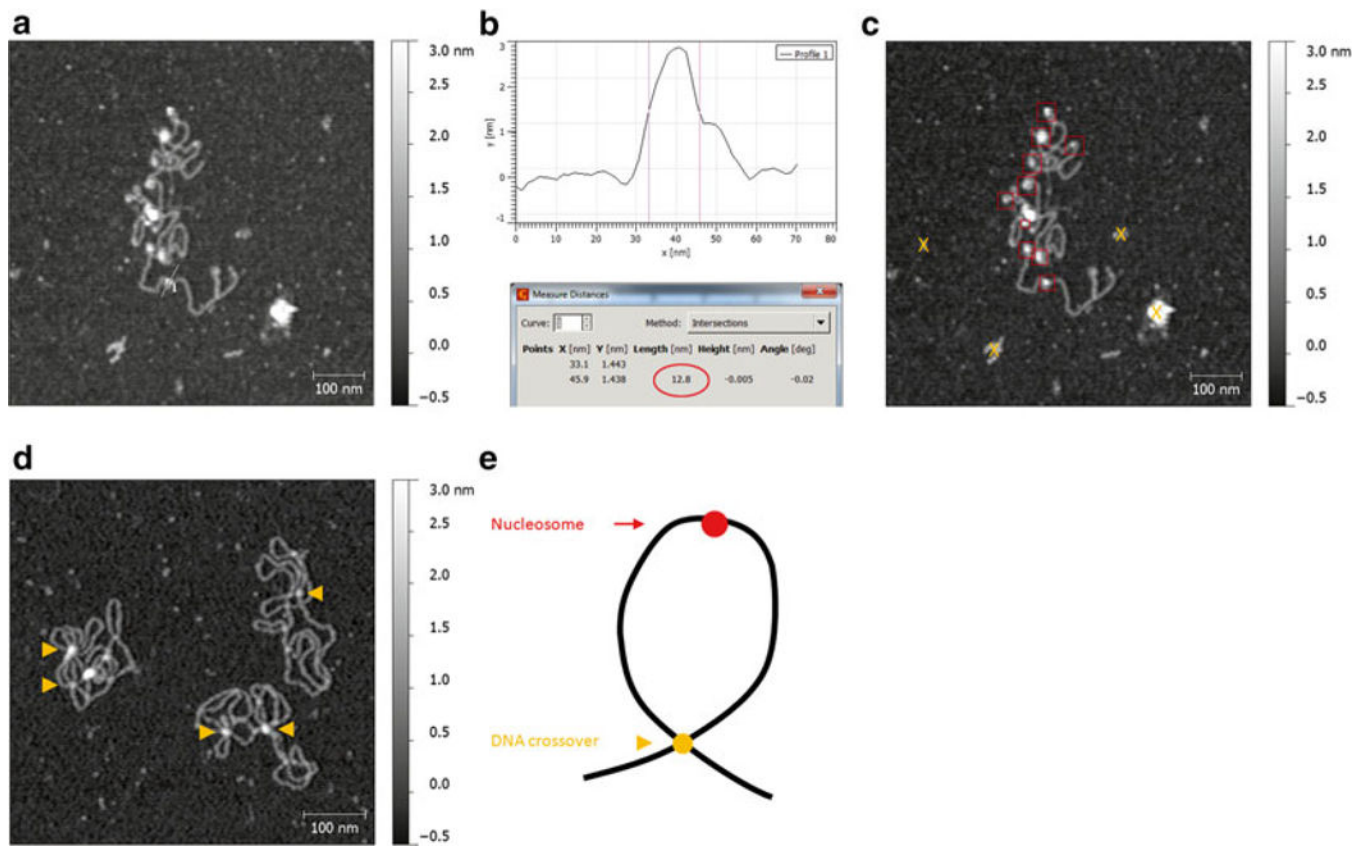 a
3.0 nm
2.5
2.0
1.5
1.0
0.5
0.0
−0.5
100 nm
b
Profile 1
3
2
1
0
-1
y [nm]
0 10 20 30 40 50 60 70 80
x [nm]
Measure Distances
Curve: Method: Intersections
Points X [nm] Y [nm] Length [nm] Height [nm] Angle [deg]
33.1 1.443
45.9 1.438 12.8 -0.005 -0.02
c
X
X
X
X
3.0 nm
2.5
2.0
1.5
1.0
0.5
0.0
−0.5
100 nm
d
3.0 nm
2.5
2.0
1.5
1.0
0.5
0.0
−0.5
100 nm
e
Nucleosome
DNA crossover